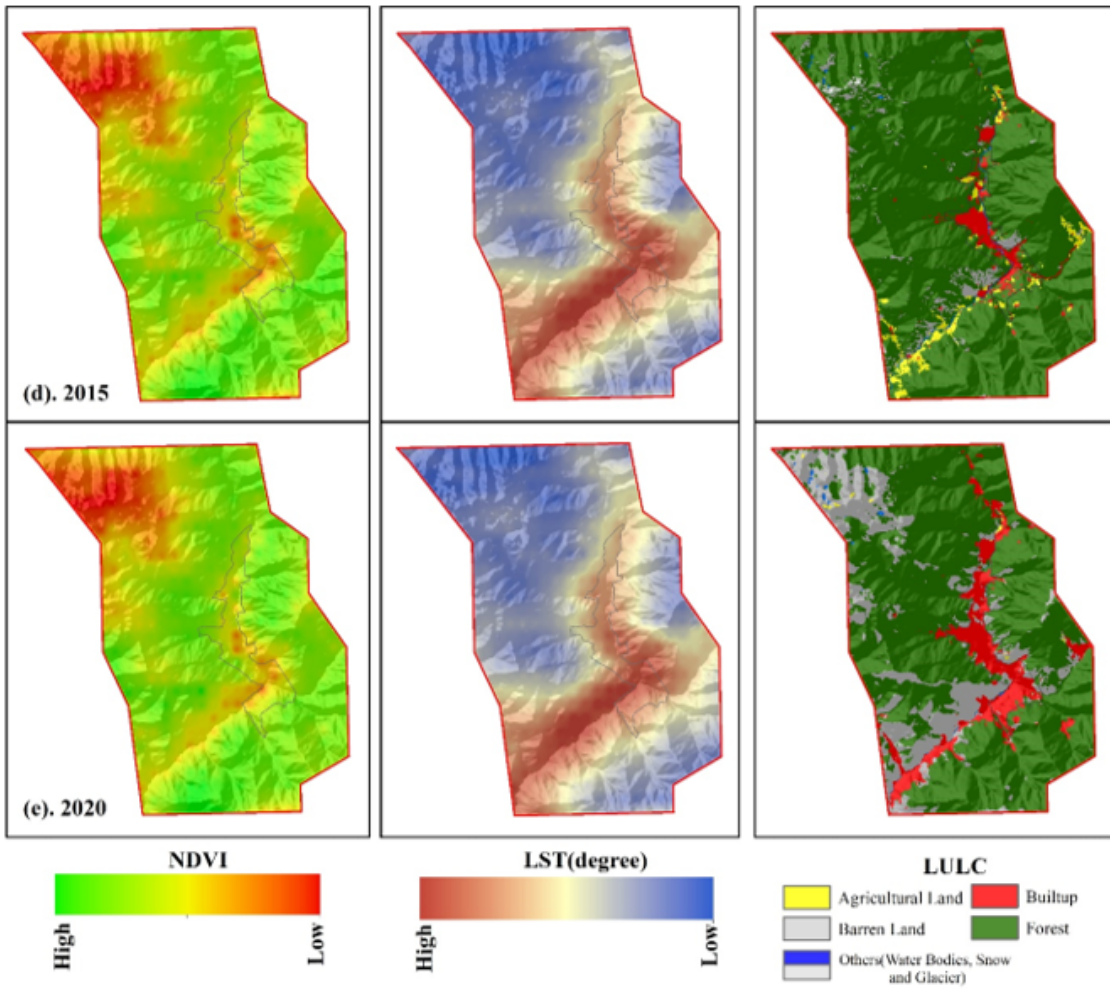 (d). 2015
(e). 2020
NDVI
High
Low
LST(degree)
High
Low
LULC
Agricultural Land
Builtup
Barren Land
Forest
Others(Water Bodies, Snow
and Glacier)